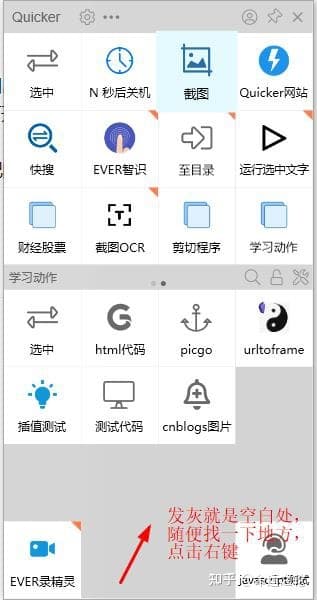 Quicker
选中
N 秒后关机
截图
Quicker网站
快搜
EVER智识
至目录
运行选中文字
财经股票
截图OCR
剪切程序
学习动作
学习动作
选中
html代码
picgo
urltoframe
插值测试
测试代码
cnblogs图片
发灰就是空白处，
随便找一下地方，
点击右键
EVER录精灵
javascript测试